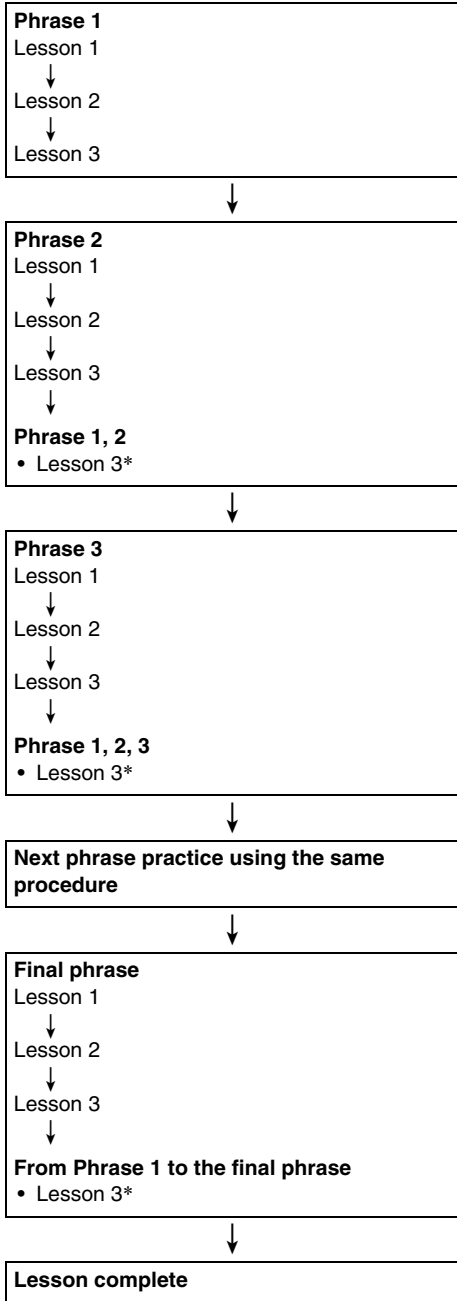 Phrase 1
Lesson 1
Lesson 2
Lesson 3
Phrase 2
Lesson 1
Lesson 2
Lesson 3
Phrase 1, 2
• Lesson 3*
Phrase 3
Lesson 1
Lesson 2
Lesson 3
Phrase 1, 2, 3
• Lesson 3*
Next phrase practice using the same
procedure
Final phrase
Lesson 1
Lesson 2
Lesson 3
From Phrase 1 to the final phrase
• Lesson 3*
Lesson complete